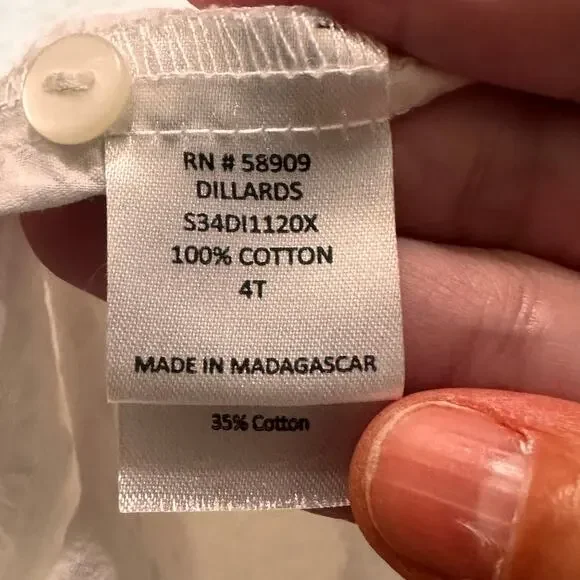 RN # 58909
DILLARDS
S34DI1120X
100% COTTON
4T
MADE IN MADAGASCAR
35% Cotton